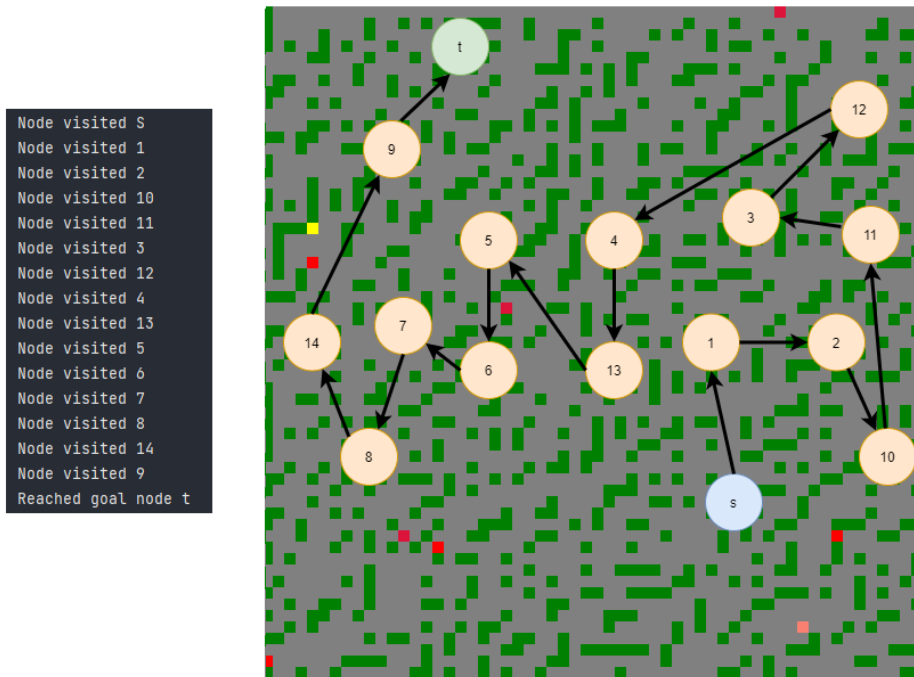 Node visited S
Node visited 1
Node visited 2
Node visited 10
Node visited 11
Node visited 3
Node visited 12
Node visited 4
Node visited 13
Node visited 5
Node visited 6
Node visited 7
Node visited 8
Node visited 14
Node visited 9
Reached goal node t
t
12
9
3
11
5
4
7
14
1
2
6
13
8
10
s